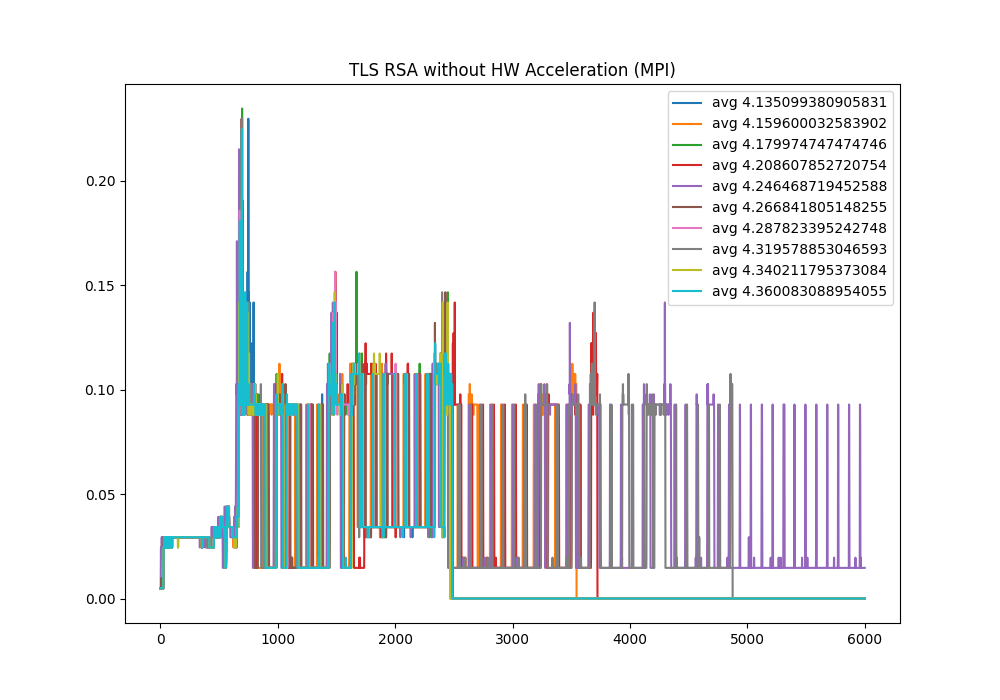 TLS RSA without HW Acceleration (MPI)
avg 4.135099380905831
avg 4.159600032583902
avg 4.179974747474746
avg 4.208607852720754
avg 4.246468719452588
avg 4.266841805148255
avg 4.287823395242748
avg 4.319578853046593
avg 4.340211795373084
avg 4.360083088954055
0.20
0.15
0.10
0.05
0.00
0 1000 2000 3000 4000 5000 6000